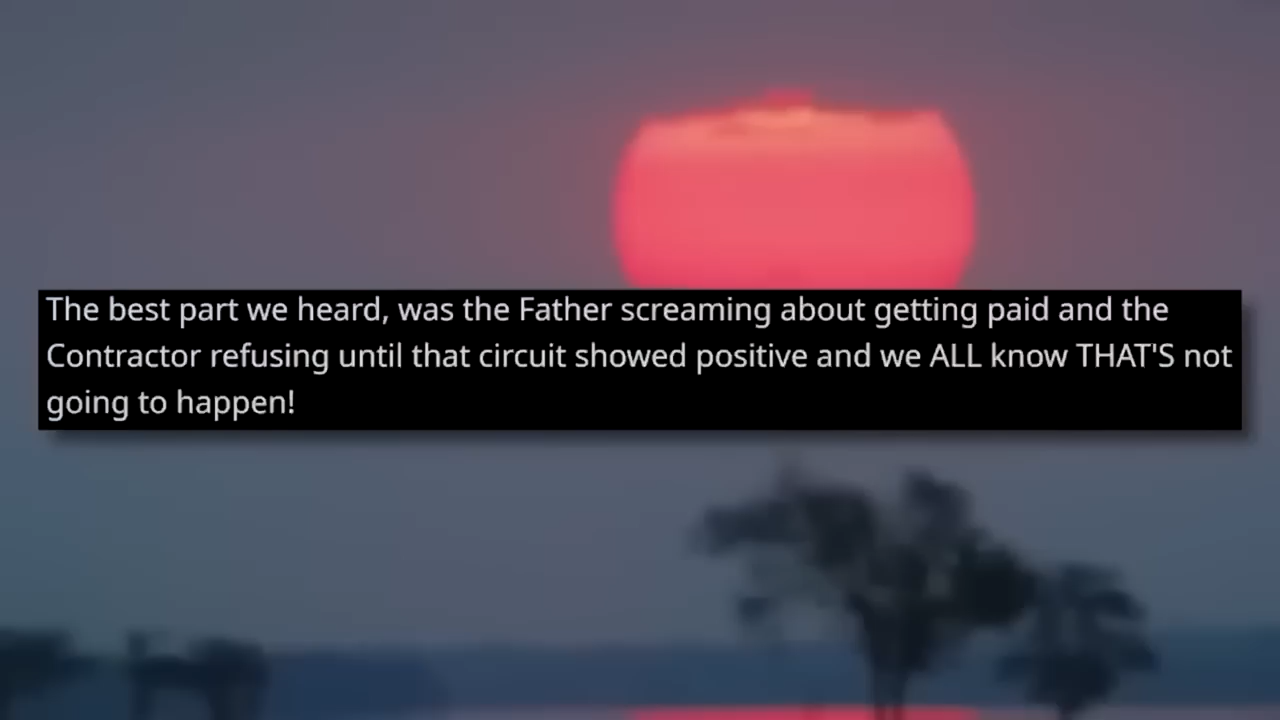 The best part we heard, was the Father screaming about getting paid and the
Contractor refusing until that circuit showed positive and we ALL know THAT'S not
going to happen!